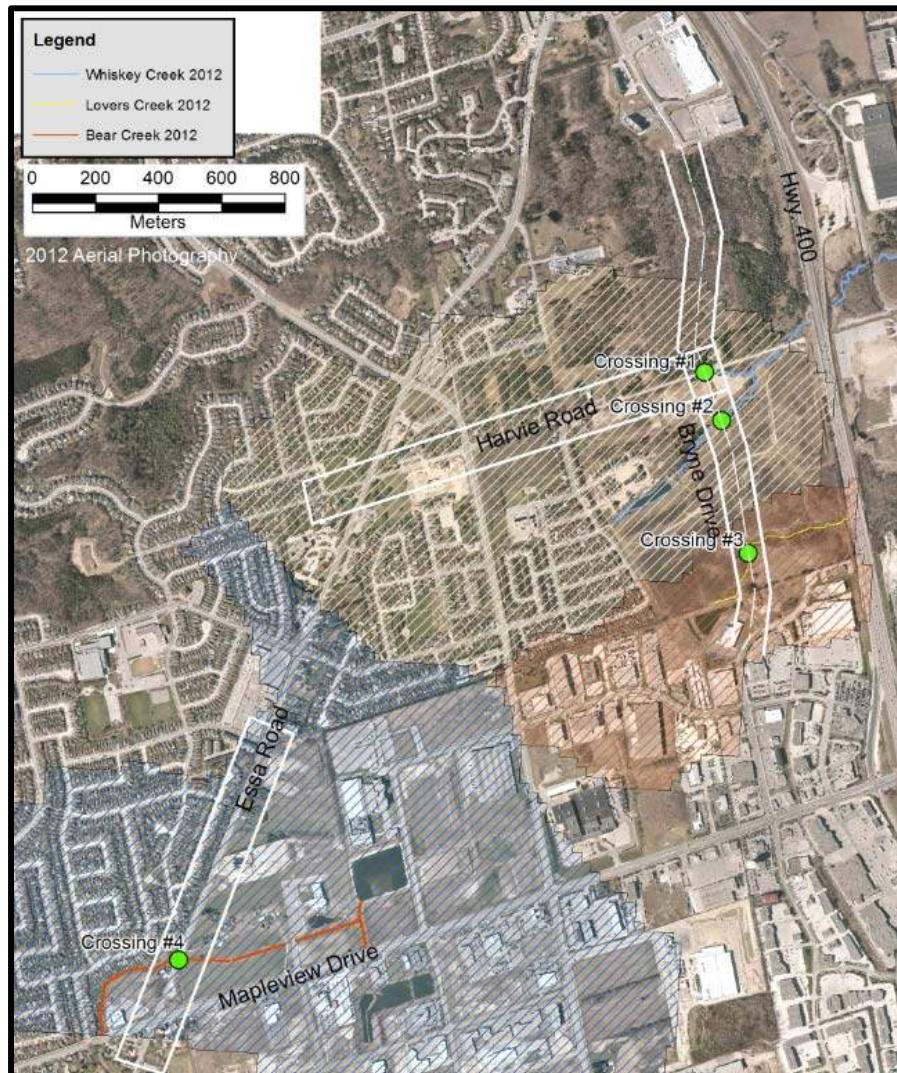 Legend
Whiskey Creek 2012
Lovers Creek 2012
Bear Creek 2012
0 200 400 600 800
Meters
2012 Aerial Photography
Hwy. 400
Crossing #1
Crossing #2
Harvie Road
Bryne Drive
Crossing #3
Essa Road
Crossing #4
Mapleview Drive